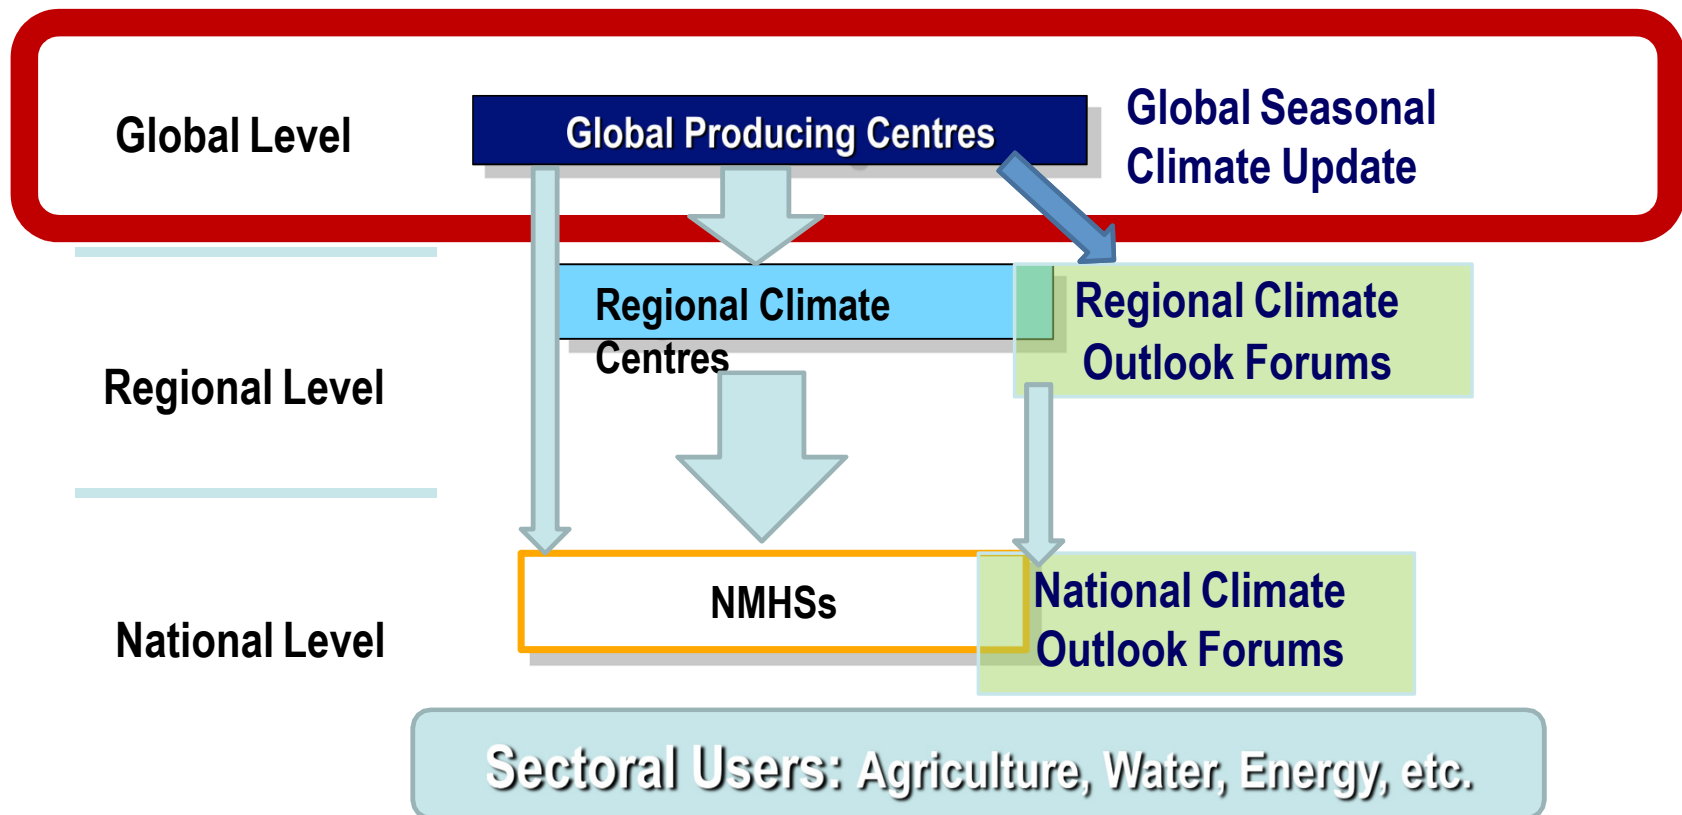 Global Level
Global Producing Centres
Global Seasonal
Climate Update
Regional Level
Regional Climate
Centres
Regional Climate
Outlook Forums
National Level
NMHSs
National Climate
Outlook Forums
Sectoral Users: Agriculture, Water, Energy, etc.